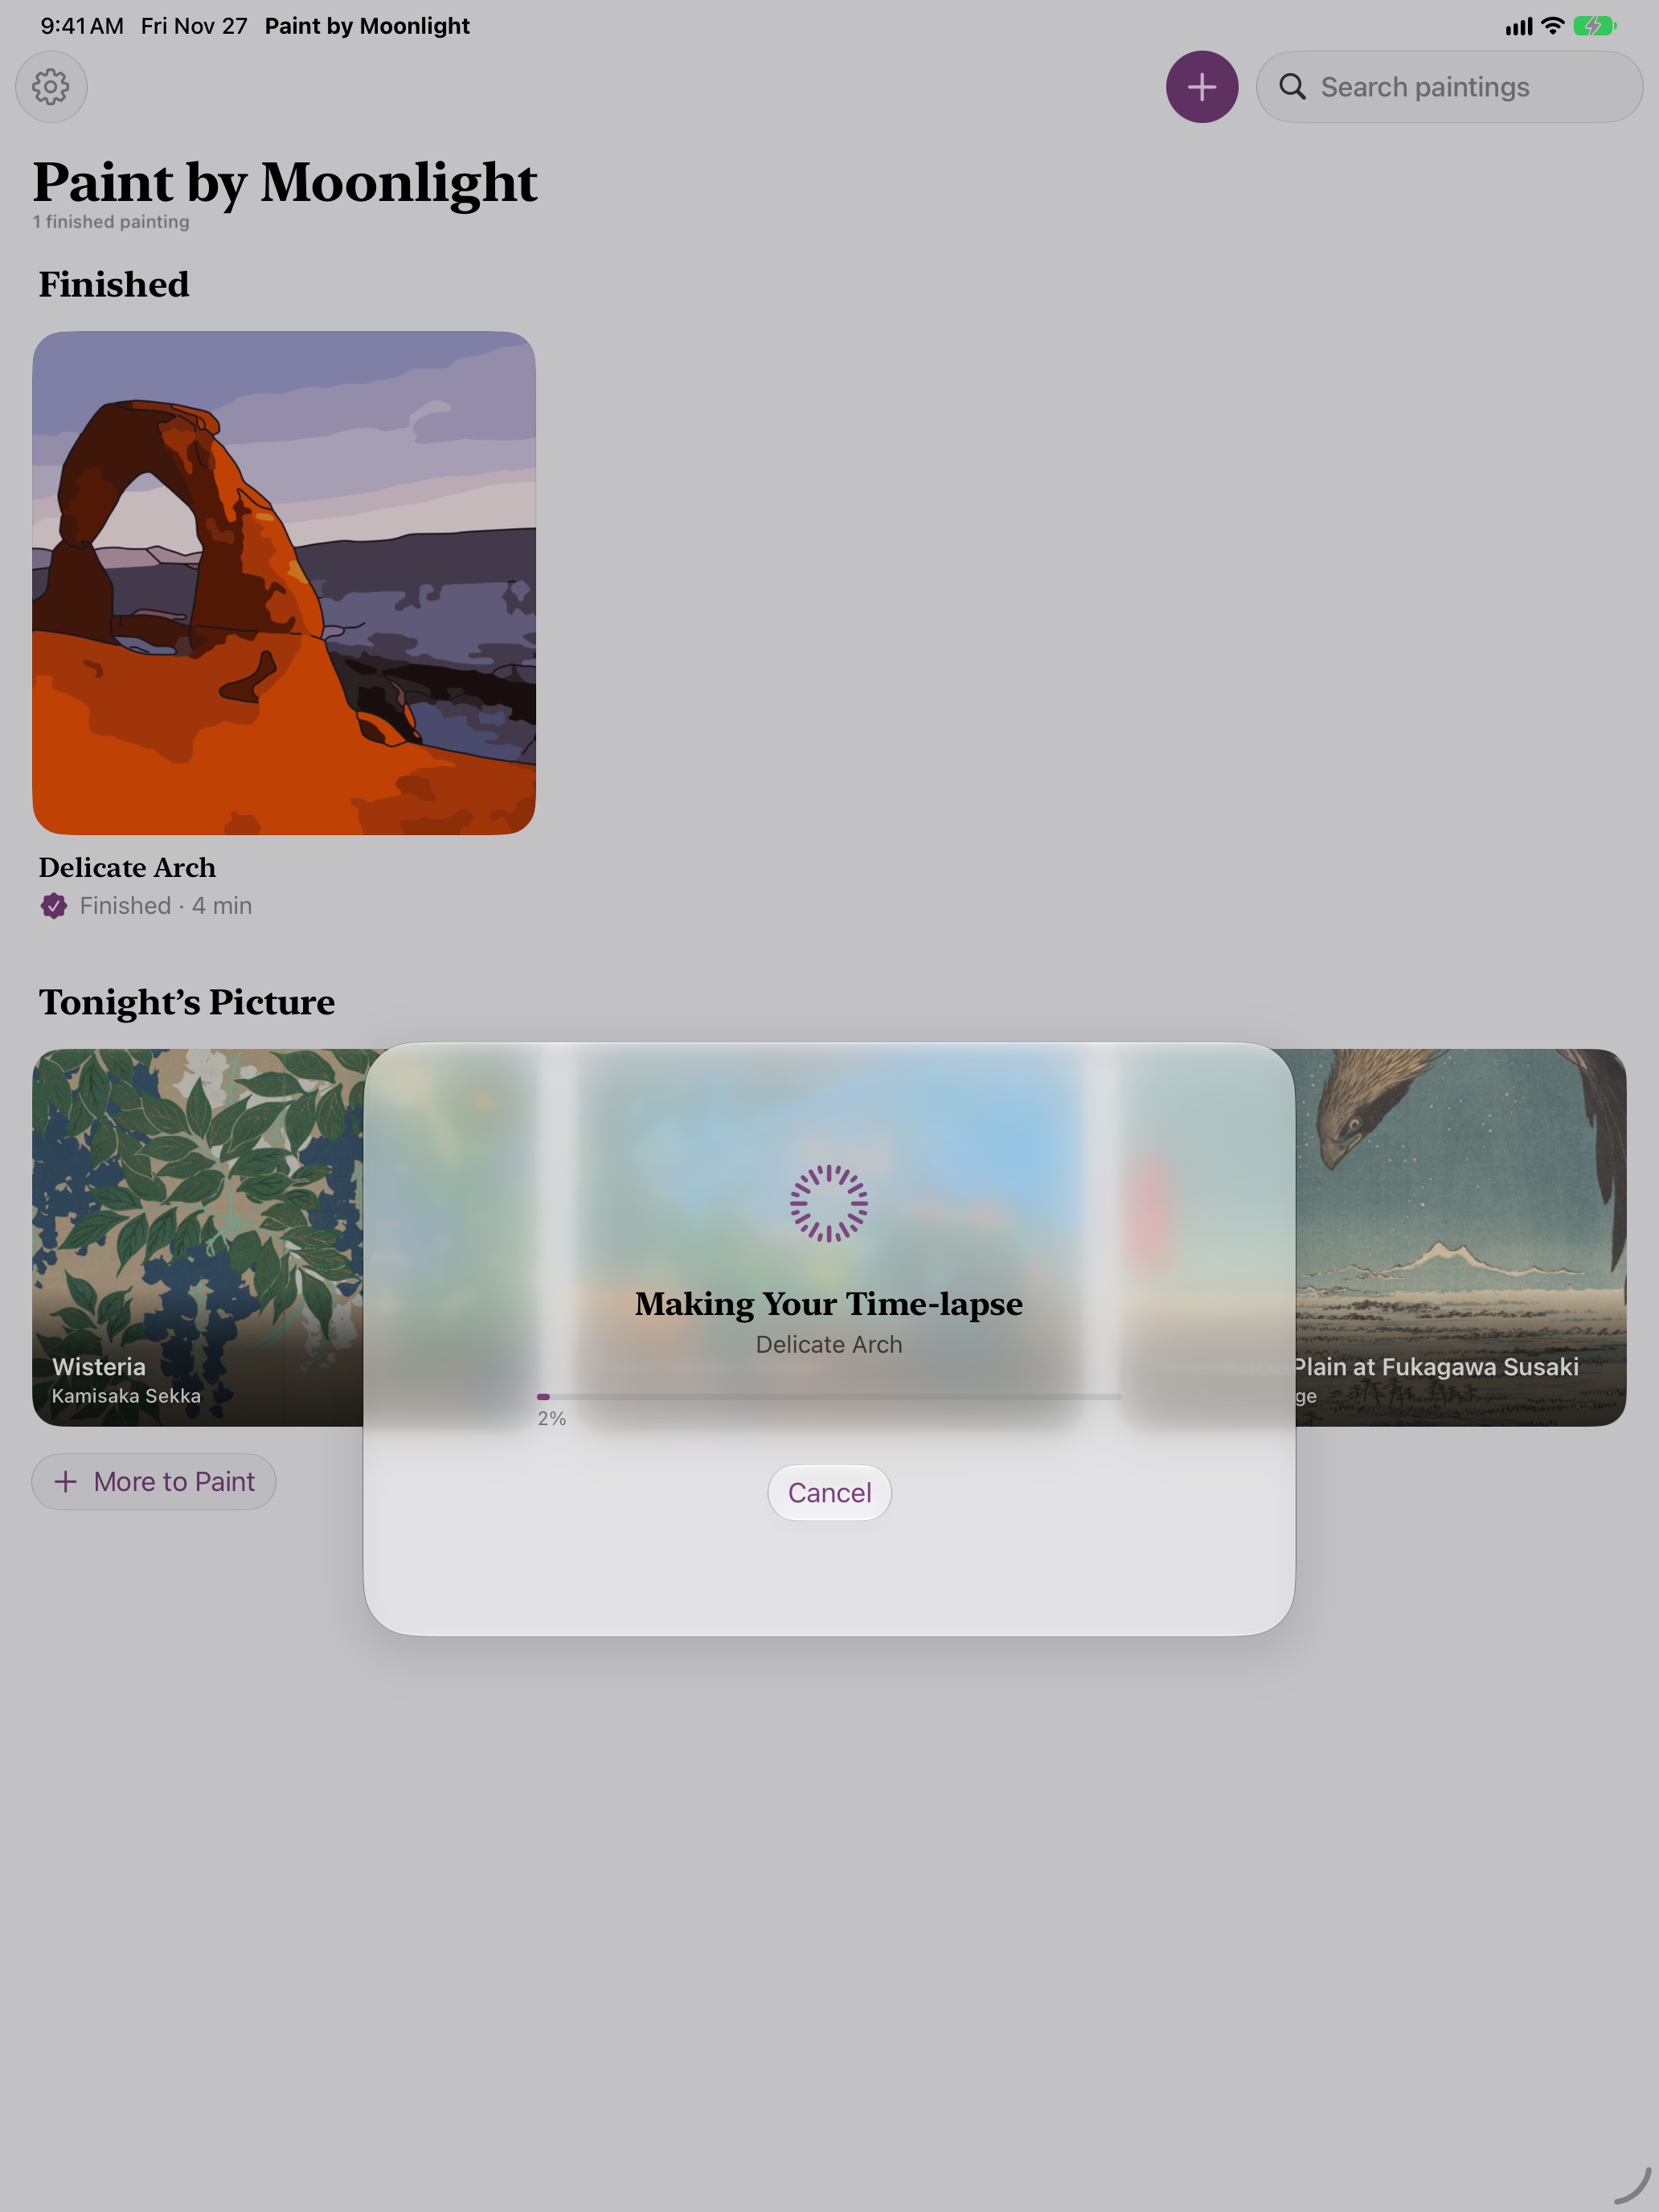 9:41 AM Fri Nov 27 Paint by Moonlight
Search paintings
Paint by Moonlight
1 finished painting
Finished
Delicate Arch
Finished · 4 min
Tonight’s Picture
Wisteria
Kamisaka Sekka
Plain at Fukagawa Susaki
ge
More to Paint
Making Your Time-lapse
Delicate Arch
2%
Cancel